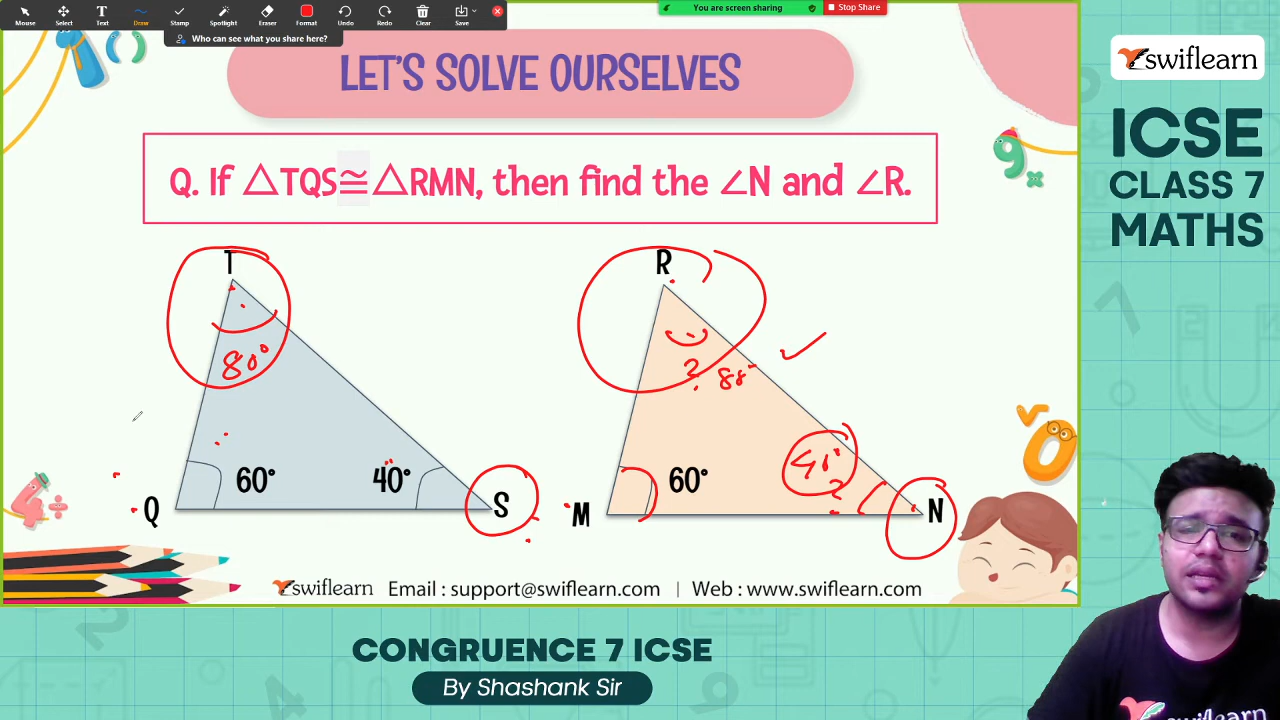 Mouse Select Text Draw Stamp Spotlight Eraser Format Undo Redo Clear Save
You are screen sharing Stop Share
Who can see what you share here?
LET'S SOLVE OURSELVES
swiflearn
ICSE
CLASS 7
MATHS
Q. If △TQS≅△RMN, then find the ∠N and ∠R.
T
R
80°
?
60°
40°
60°
?
Q
S
M
N
swiflearn Email : support@swiflearn.com | Web : www.swiflearn.com
CONGRUENCE 7 ICSE
By Shashank Sir
swiflearn